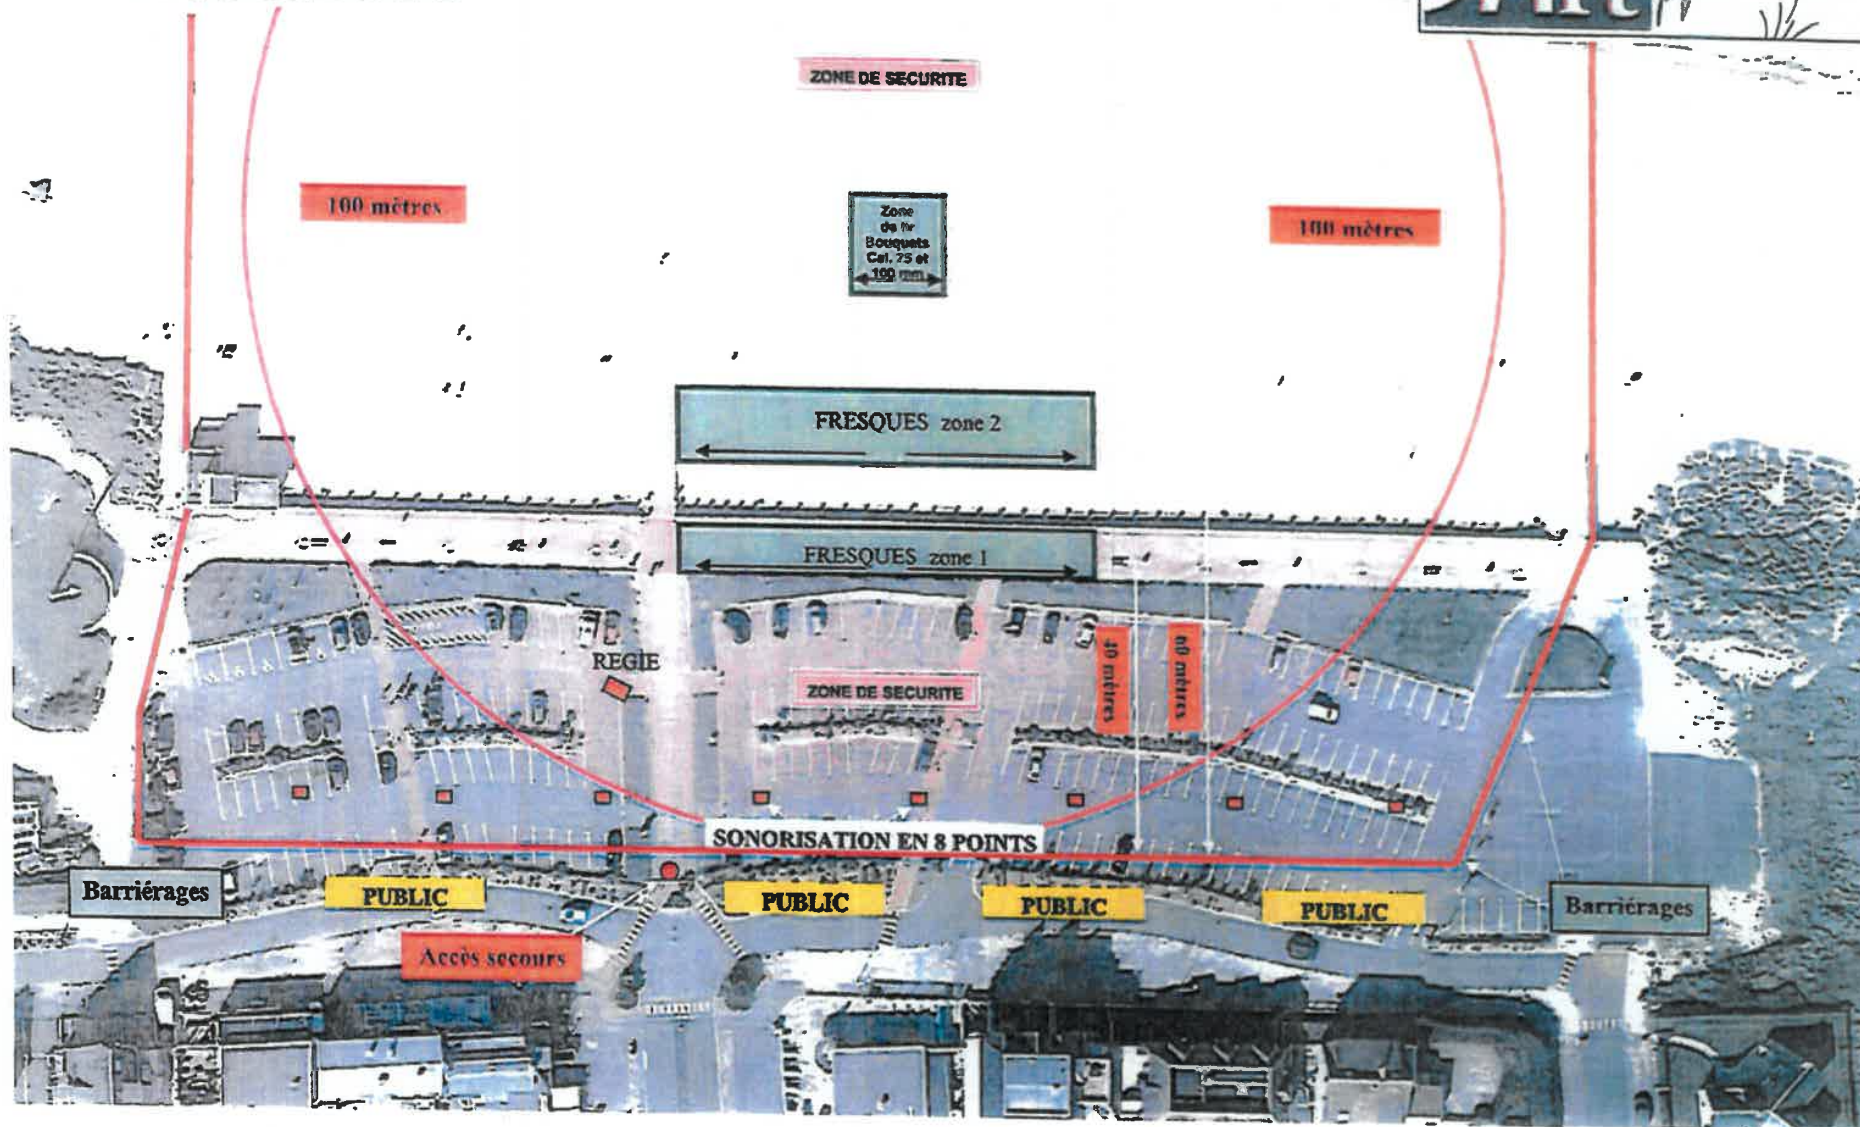 ZONE DE SECURITE
100 mètres
Zone
de tir
Bouquets
Cal. 75 et
100 mm
100 mètres
FRESQUES zone 2
FRESQUES zone 1
REGIE
ZONE DE SECURITE
40 mètres
60 mètres
SONORISATION EN 8 POINTS
Barriérages
PUBLIC
PUBLIC
PUBLIC
PUBLIC
Barriérages
Accès secours